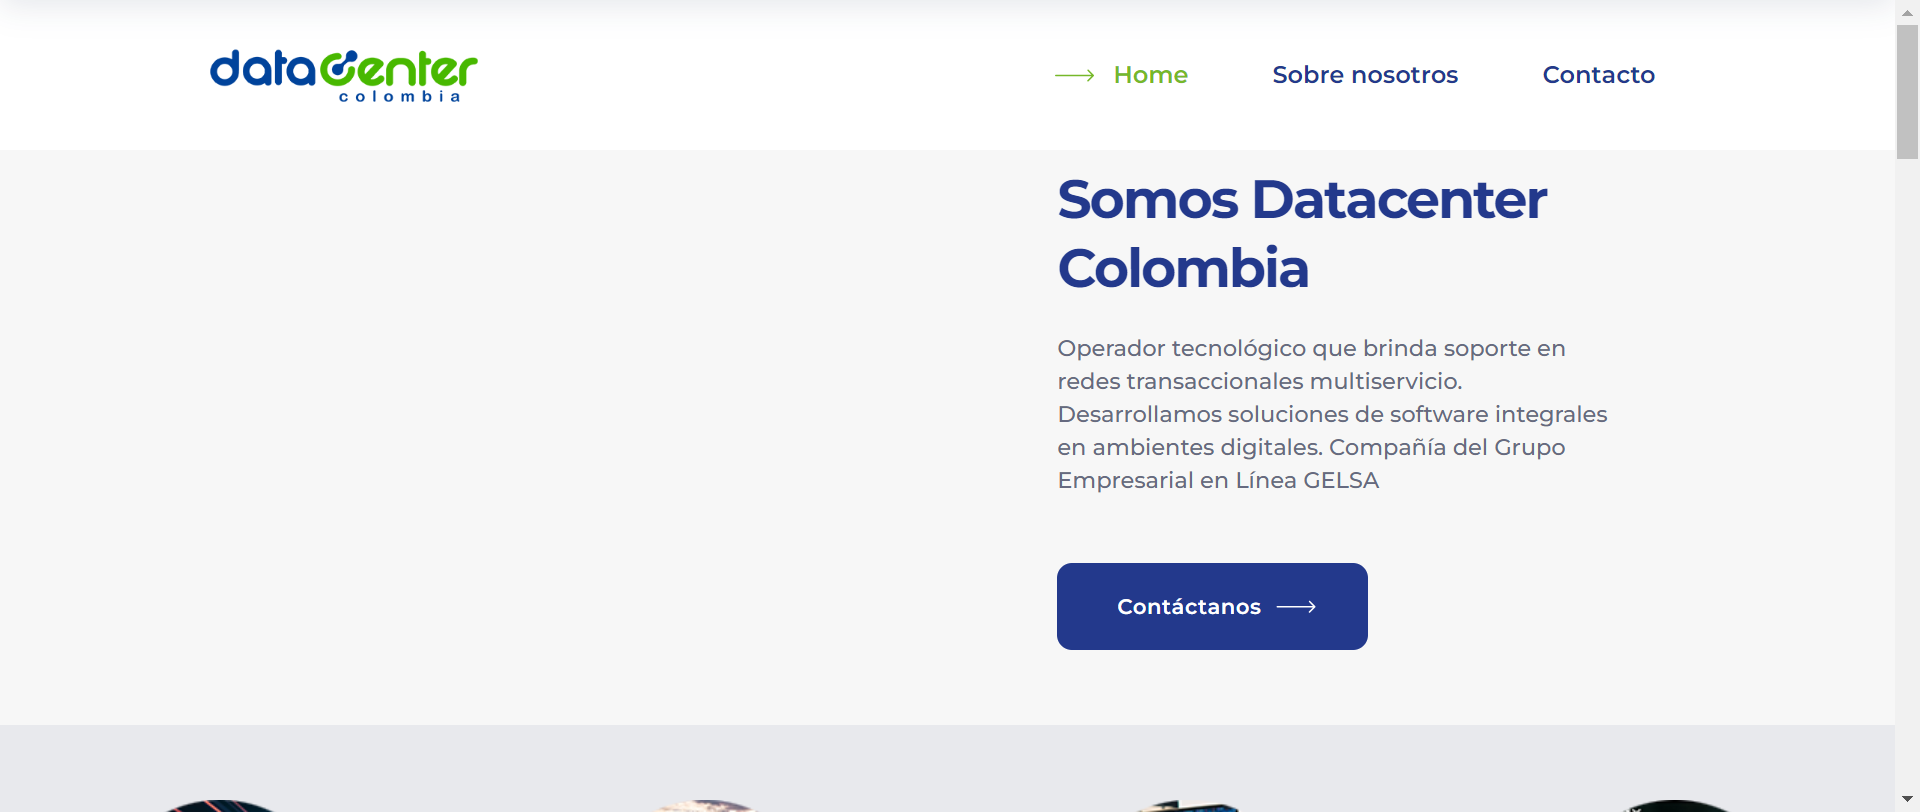 datacenter
colombia
Home
Sobre nosotros
Contacto
Somos Datacenter
Colombia
Operador tecnológico que brinda soporte en
redes transaccionales multiservicio.
Desarrollamos soluciones de software integrales
en ambientes digitales. Compañía del Grupo
Empresarial en Línea GELSA
Contáctanos